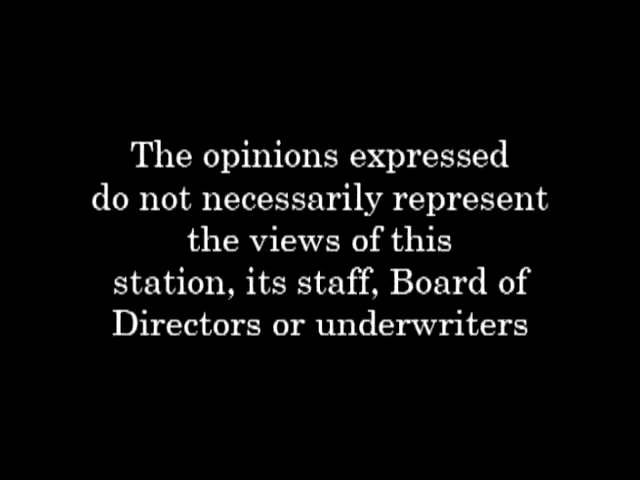 The opinions expressed
do not necessarily represent
the views of this
station, its staff, Board of
Directors or underwriters